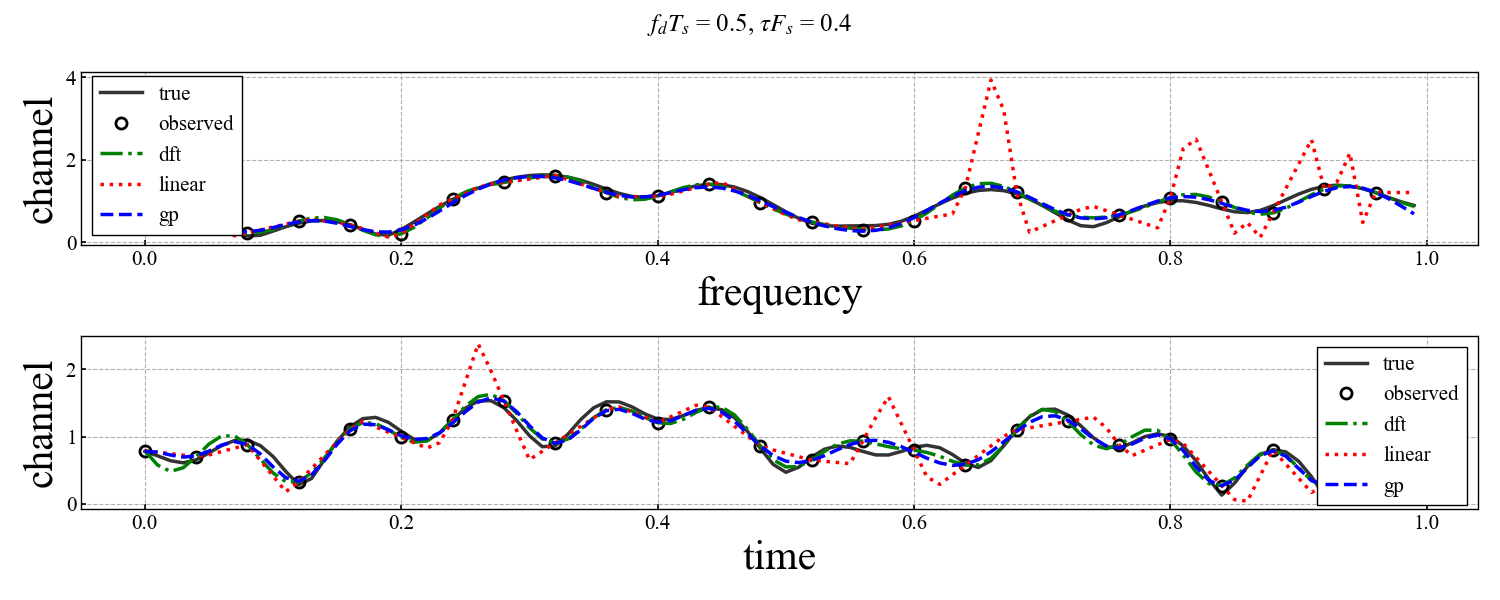 f_d T_s = 0.5, τF_s = 0.4
channel
4
2
0
true
observed
dft
linear
gp
0.0 0.2 0.4 0.6 0.8 1.0
frequency
channel
2
1
0
true
observed
dft
linear
gp
0.0 0.2 0.4 0.6 0.8 1.0
time